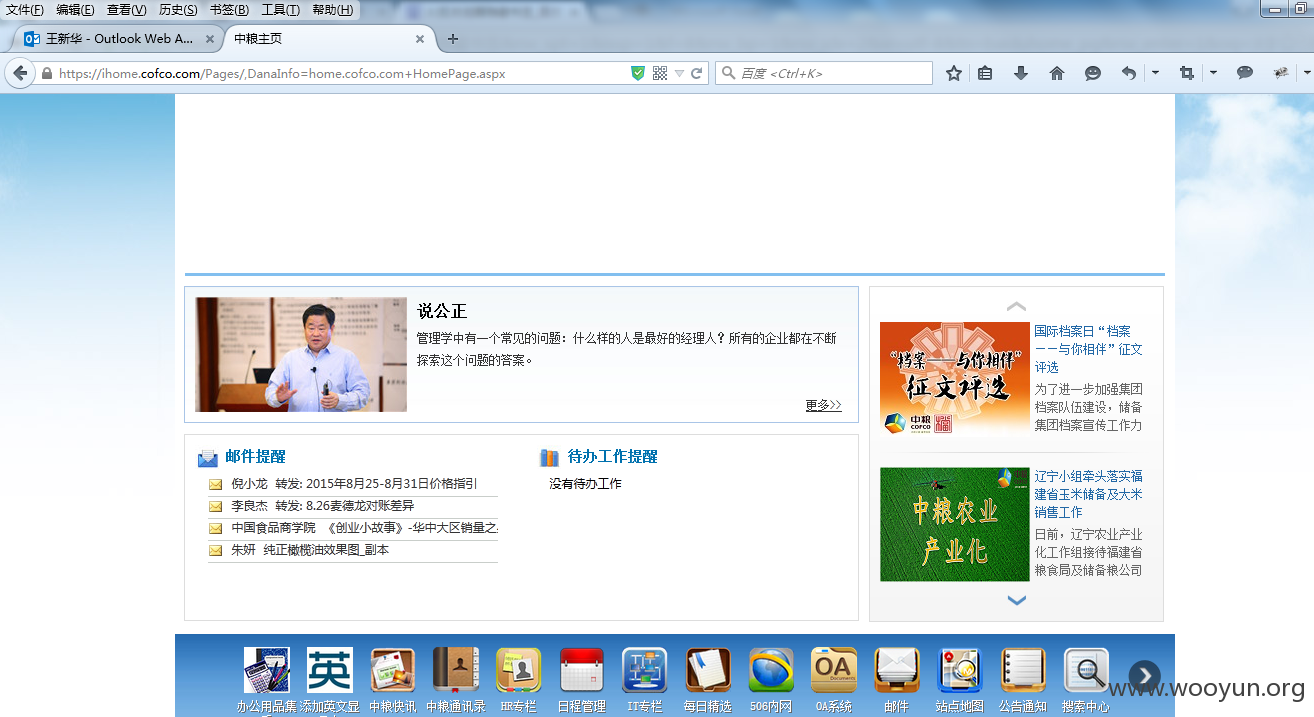 文件(F) 编辑(E) 查看(V) 历史(S) 书签(B) 工具(T) 帮助(H)
王新华 - Outlook Web A... × 中粮主页 × +
https://ihome.cofco.com/Pages/,DanaInfo=home.cofco.com+HomePage.aspx
百度 <Ctrl+K>
说公正
管理学中有一个常见的问题：什么样的人是最好的经理人？所有的企业都在不断
探索这个问题的答案。
更多>>
邮件提醒
倪小龙 转发: 2015年8月25-8月31日价格指引
李良杰 转发: 8.26麦德龙对账差异
中国食品商学院 《创业小故事》-华中大区销量之
朱妍 纯正橄榄油效果图_副本
待办工作提醒
没有待办工作
“档案——与你相伴”
征文评选
中粮
COFCO
国际档案日“档案
——与你相伴”征文
评选
为了进一步加强集团
档案队伍建设，储备
集团档案宣传工作力
中粮农业
产业化
辽宁小组牵头落实福
建省玉米储备及大米
销售工作
日前，辽宁农业产业
化工作组接待福建省
粮食局及储备粮公司
英
OA
Documents
办公用品集 添加英文显 中粮快讯 中粮通讯录 HR专栏 日程管理 IT专栏 每日精选 506内网 OA系统 邮件 站点地图 公告通知 搜索中心
www.wooyun.org